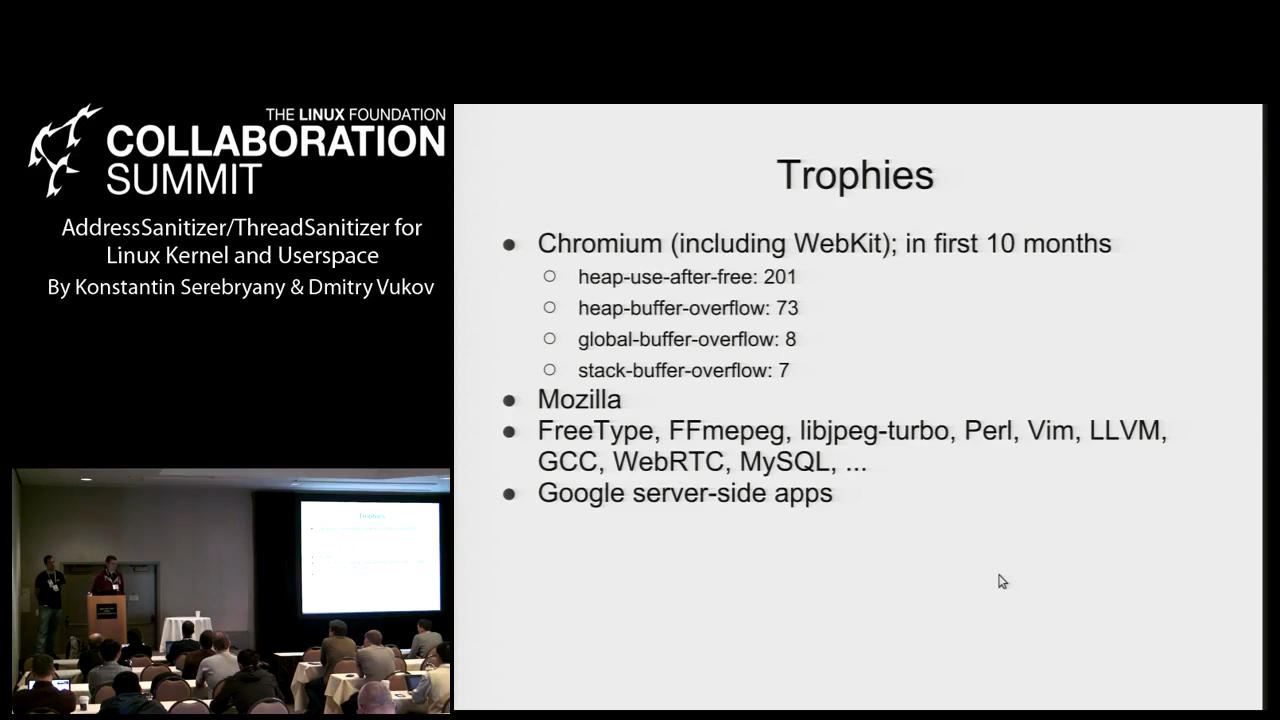 THE LINUX FOUNDATION
COLLABORATION
SUMMIT
AddressSanitizer/ThreadSanitizer for
Linux Kernel and Userspace
By Konstantin Serebryany & Dmitry Vukov
Trophies
● Chromium (including WebKit); in first 10 months
○ heap-use-after-free: 201
○ heap-buffer-overflow: 73
○ global-buffer-overflow: 8
○ stack-buffer-overflow: 7
● Mozilla
● FreeType, FFmepeg, libjpeg-turbo, Perl, Vim, LLVM,
GCC, WebRTC, MySQL, ...
● Google server-side apps
Trophies